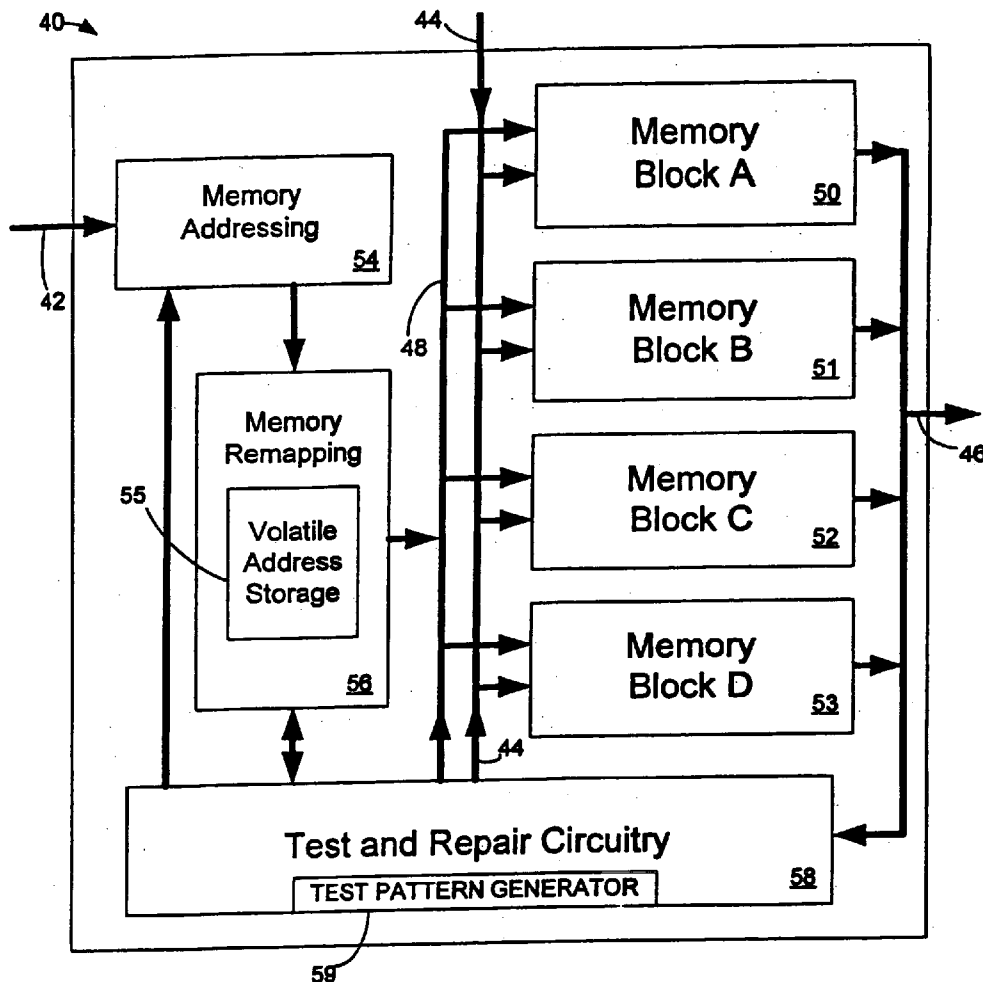 40
44
Memory
Block A
50
Memory
Addressing
54
42
48
Memory
Block B
51
46
Memory
Remapping
55
Volatile
Address
Storage
56
Memory
Block C
52
Memory
Block D
53
44
Test and Repair Circuitry
58
TEST PATTERN GENERATOR
59